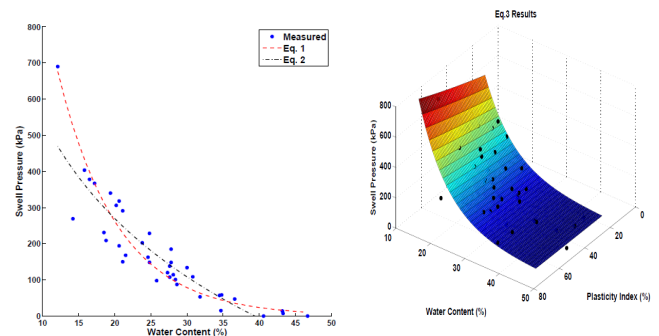 800
700
600
500
400
300
200
100
0
10 15 20 25 30 35 40 45 50
Swell Pressure (kPa)
Water Content (%)
Measured
Eq. 1
Eq. 2
Eq.3 Results
800
600
400
200
0
Swell Pressure (kPa)
10
20
30
40
50
Water Content (%)
80
60
40
20
0
Plasticity Index (%)